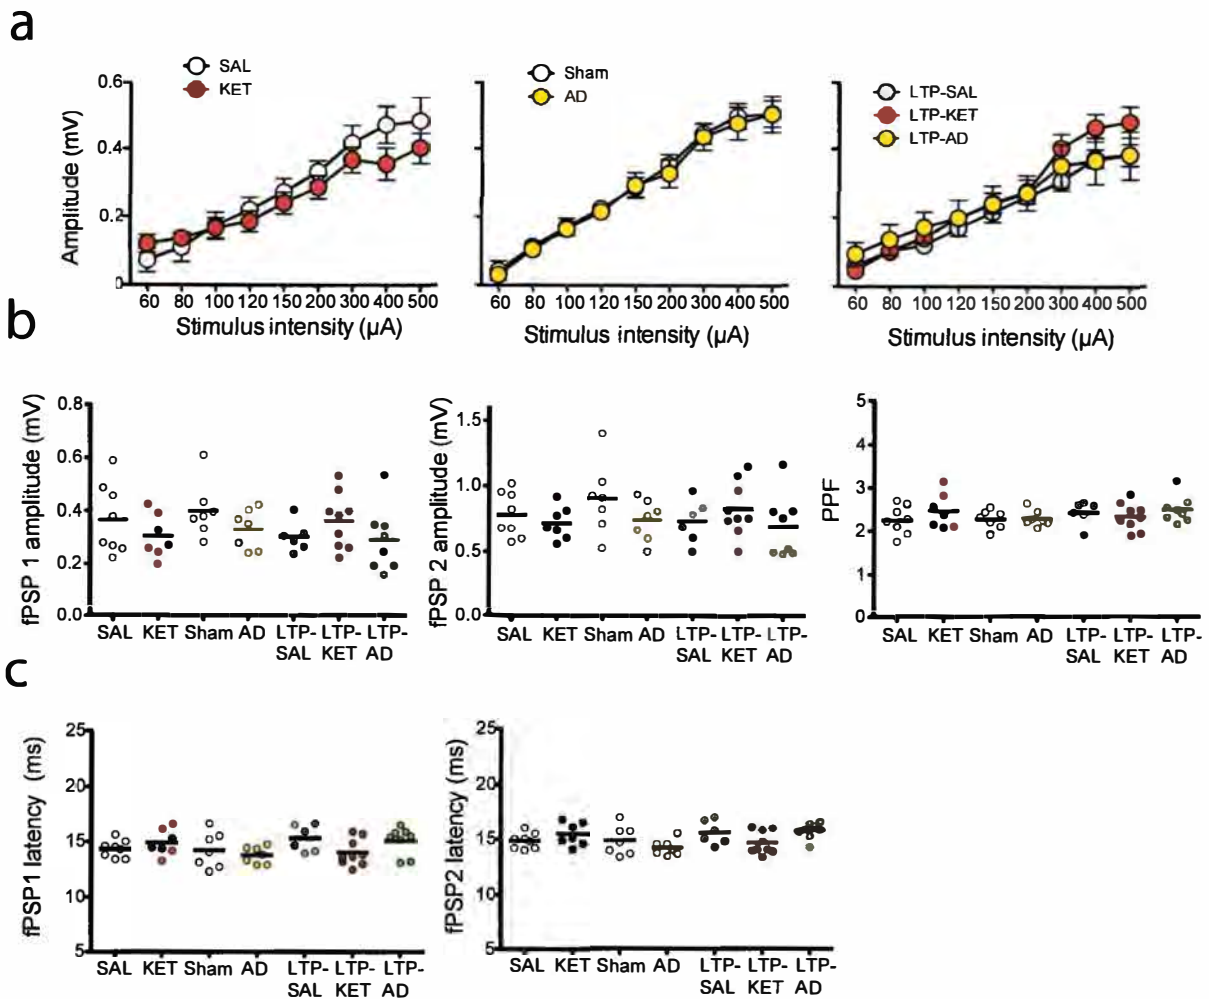 a
SAL
KET
Sham
AD
LTP-SAL
LTP-KET
LTP-AD
Amplitude (mV)
0.6
0.4
0.2
0
60 80 100 120 150 200 300 400 500
60 80 100 120 150 200 300 400 500
60 80 100 120 150 200 300 400 500
Stimulus intensity (µA)
Stimulus intensity (µA)
Stimulus intensity (µA)
b
fPSP 1 amplitude (mV)
0.8
0.6
0.4
0.2
0.0
SAL KET Sham AD LTP- LTP- LTP-
SAL KET AD
fPSP 2 amplitude (mV)
1.5
1.0
0.5
0.0
SAL KET Sham AD LTP- LTP- LTP-
SAL KET AD
PPF
5
4
3
2
1
0
SAL KET Sham AD LTP- LTP- LTP-
SAL KET AD
c
fPSP1 latency (ms)
25
20
15
10
5
SAL KET Sham AD LTP- LTP- LTP-
SAL KET AD
fPSP2 latency (ms)
25
20
15
10
5
SAL KET Sham AD LTP- LTP- LTP-
SAL KET AD